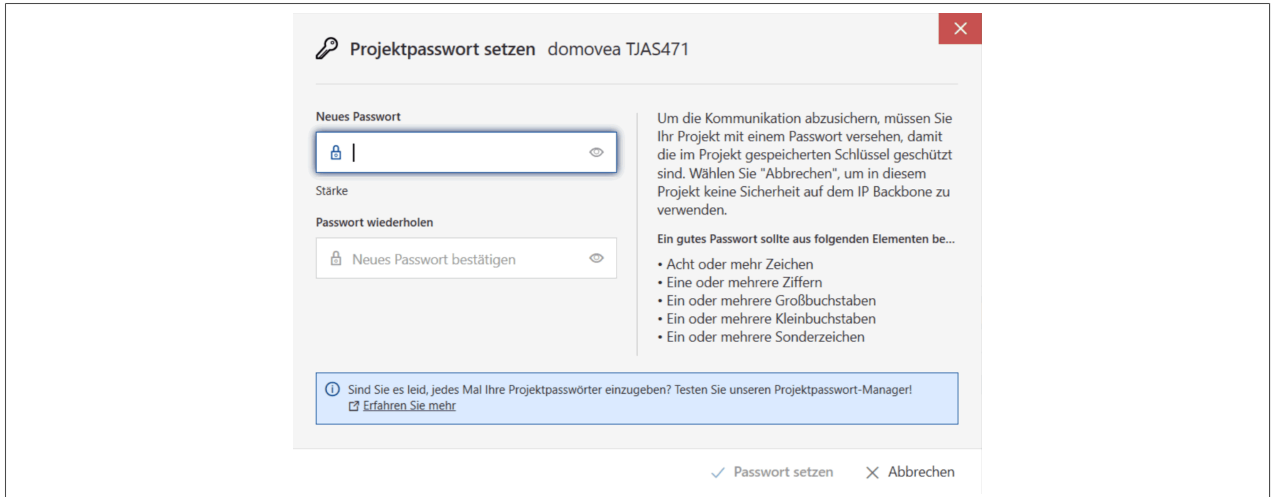 Projektpasswort setzen domovea TJAS471
Neues Passwort
Stärke
Passwort wiederholen
Neues Passwort bestätigen
Um die Kommunikation abzusichern, müssen Sie
Ihr Projekt mit einem Passwort versehen, damit
die im Projekt gespeicherten Schlüssel geschützt
sind. Wählen Sie "Abbrechen", um in diesem
Projekt keine Sicherheit auf dem IP Backbone zu
verwenden.
Ein gutes Passwort sollte aus folgenden Elementen be...
• Acht oder mehr Zeichen
• Eine oder mehrere Ziffern
• Ein oder mehrere Großbuchstaben
• Ein oder mehrere Kleinbuchstaben
• Ein oder mehrere Sonderzeichen
Sind Sie es leid, jedes Mal Ihre Projektpasswörter einzugeben? Testen Sie unseren Projektpasswort-Manager!
Erfahren Sie mehr
Passwort setzen Abbrechen